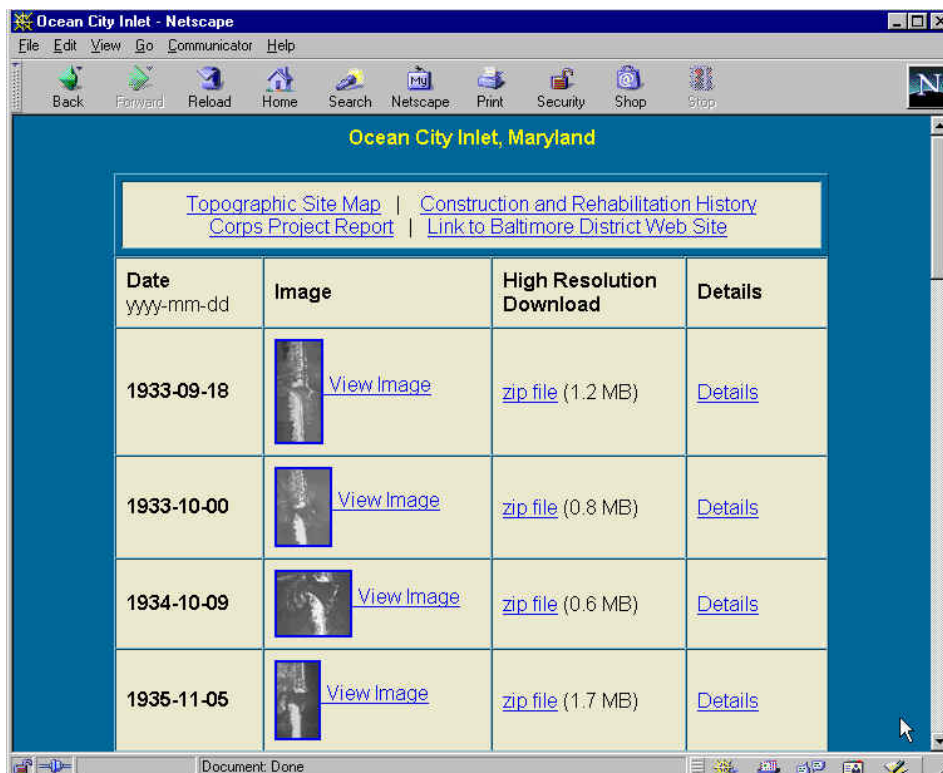 Ocean City Inlet - Netscape
File Edit View Go Communicator Help
Back Forward Reload Home Search Netscape Print Security Shop Stop
My
N
Ocean City Inlet, Maryland
Topographic Site Map | Construction and Rehabilitation History
Corps Project Report | Link to Baltimore District Web Site
Date
yyyy-mm-dd
Image
High Resolution
Download
Details
1933-09-18 View Image zip file (1.2 MB) Details
1933-10-00 View Image zip file (0.8 MB) Details
1934-10-09 View Image zip file (0.6 MB) Details
1935-11-05 View Image zip file (1.7 MB) Details
Document: Done